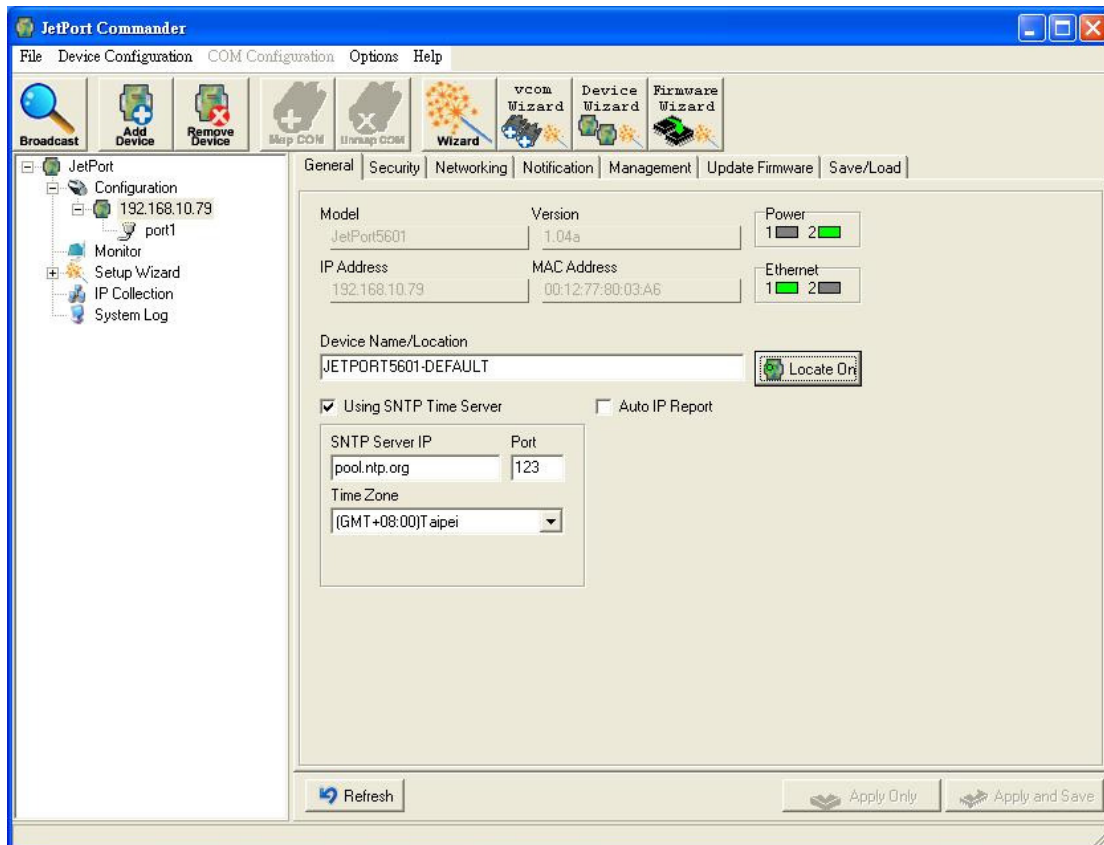 JetPort Commander
File Device Configuration COM Configuration Options Help
Broadcast
Add Device
Remove Device
Map COM
Unmap COM
Wizard
vcom Wizard
Device Wizard
Firmware Wizard
JetPort
Configuration
192.168.10.79
port1
Monitor
Setup Wizard
IP Collection
System Log
General Security Networking Notification Management Update Firmware Save/Load
Model Version Power
JetPort5601 1.04a 1 2
IP Address MAC Address Ethernet
192.168.10.79 00:12:77:80:03:A6 1 2
Device Name/Location
JETPORT5601-DEFAULT Locate On
Using SNTP Time Server Auto IP Report
SNTP Server IP Port
pool.ntp.org 123
Time Zone
(GMT+08:00)Taipei
Refresh Apply Only Apply and Save